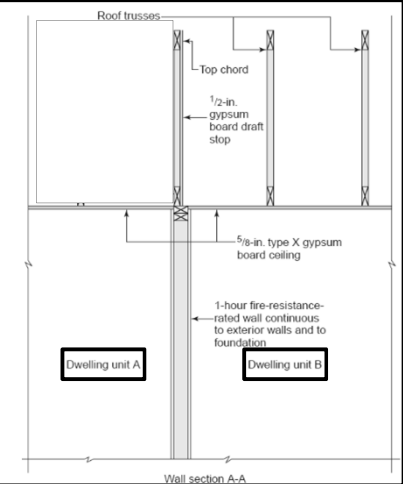 Roof trusses
Top chord
1/2-in.
gypsum
board draft
stop
5/8-in. type X gypsum
board ceiling
1-hour fire-resistance-
rated wall continuous
to exterior walls and to
foundation
Dwelling unit A
Dwelling unit B
Wall section A-A